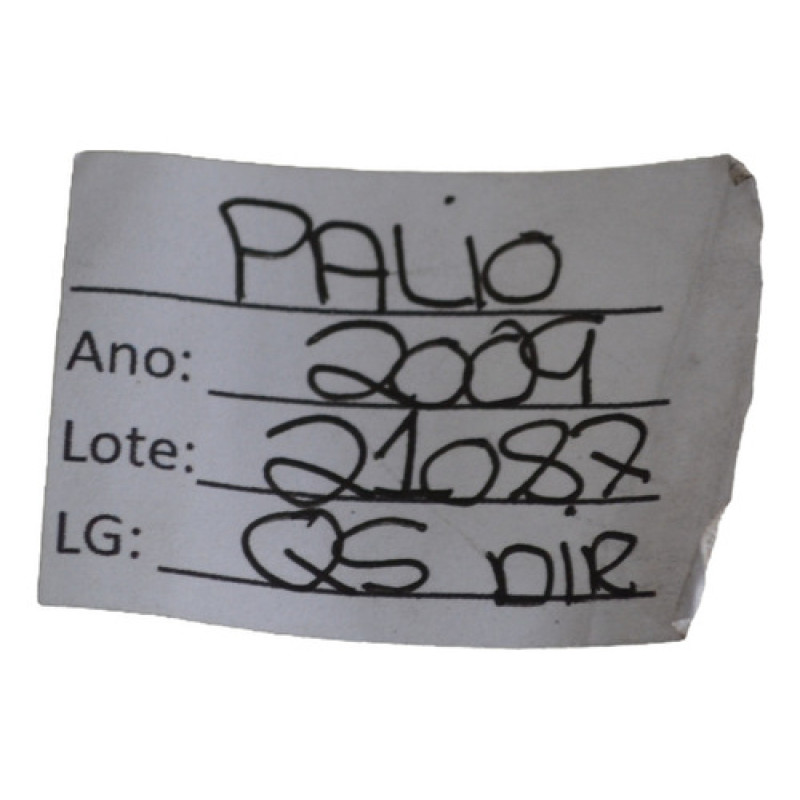 PALiO
Ano: 2009
Lote: 21087
LG: QS DiR